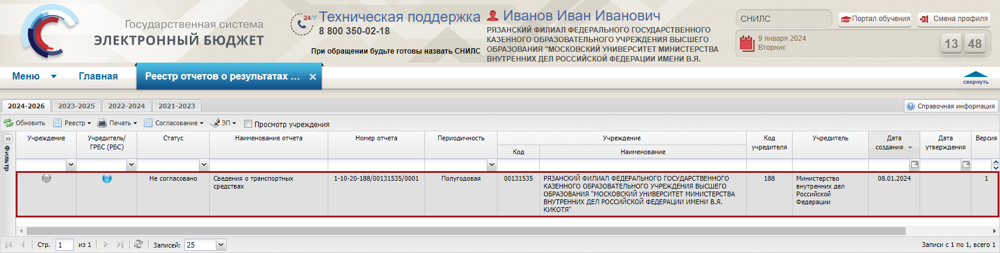 Государственная система
ЭЛЕКТРОННЫЙ БЮДЖЕТ
24/7
Техническая поддержка
8 800 350-02-18
При обращении будьте готовы назвать СНИЛС
Иванов Иван Иванович
РЯЗАНСКИЙ ФИЛИАЛ ФЕДЕРАЛЬНОГО ГОСУДАРСТВЕННОГО
КАЗЕННОГО ОБРАЗОВАТЕЛЬНОГО УЧРЕЖДЕНИЯ ВЫСШЕГО
ОБРАЗОВАНИЯ "МОСКОВСКИЙ УНИВЕРСИТЕТ МИНИСТЕРСТВА
ВНУТРЕННИХ ДЕЛ РОССИЙСКОЙ ФЕДЕРАЦИИ ИМЕНИ В.Я.
СНИЛС
Портал обучения
Смена профиля
9 января 2024
Вторник
13 48
Меню
Главная
Реестр отчетов о результатах ...
свернуть
2024-2026
2023-2025
2022-2024
2021-2023
Справочная информация
Обновить
Реестр
Печать
Согласование
ЭП
Просмотр учреждения
Фильтр
Учреждение
Учредитель/
ГРБС (РБС)
Статус
Наименование отчета
Номер отчета
Периодичность
Учреждение
Код
Наименование
Код
учредителя
Учредитель
Дата
создания
Дата
утверждения
Версия
Не согласовано
Сведения о транспортных
средствах
1-10-20-188/00131535/0001
Полугодовая
00131535
РЯЗАНСКИЙ ФИЛИАЛ ФЕДЕРАЛЬНОГО ГОСУДАРСТВЕННОГО
КАЗЕННОГО ОБРАЗОВАТЕЛЬНОГО УЧРЕЖДЕНИЯ ВЫСШЕГО
ОБРАЗОВАНИЯ "МОСКОВСКИЙ УНИВЕРСИТЕТ МИНИСТЕРСТВА
ВНУТРЕННИХ ДЕЛ РОССИЙСКОЙ ФЕДЕРАЦИИ ИМЕНИ В.Я.
КИКОТЯ"
188
Министерство
внутренних дел
Российской
Федерации
08.01.2024
1
Стр. 1 из 1
Записей: 25
Записи с 1 по 1, всего 1